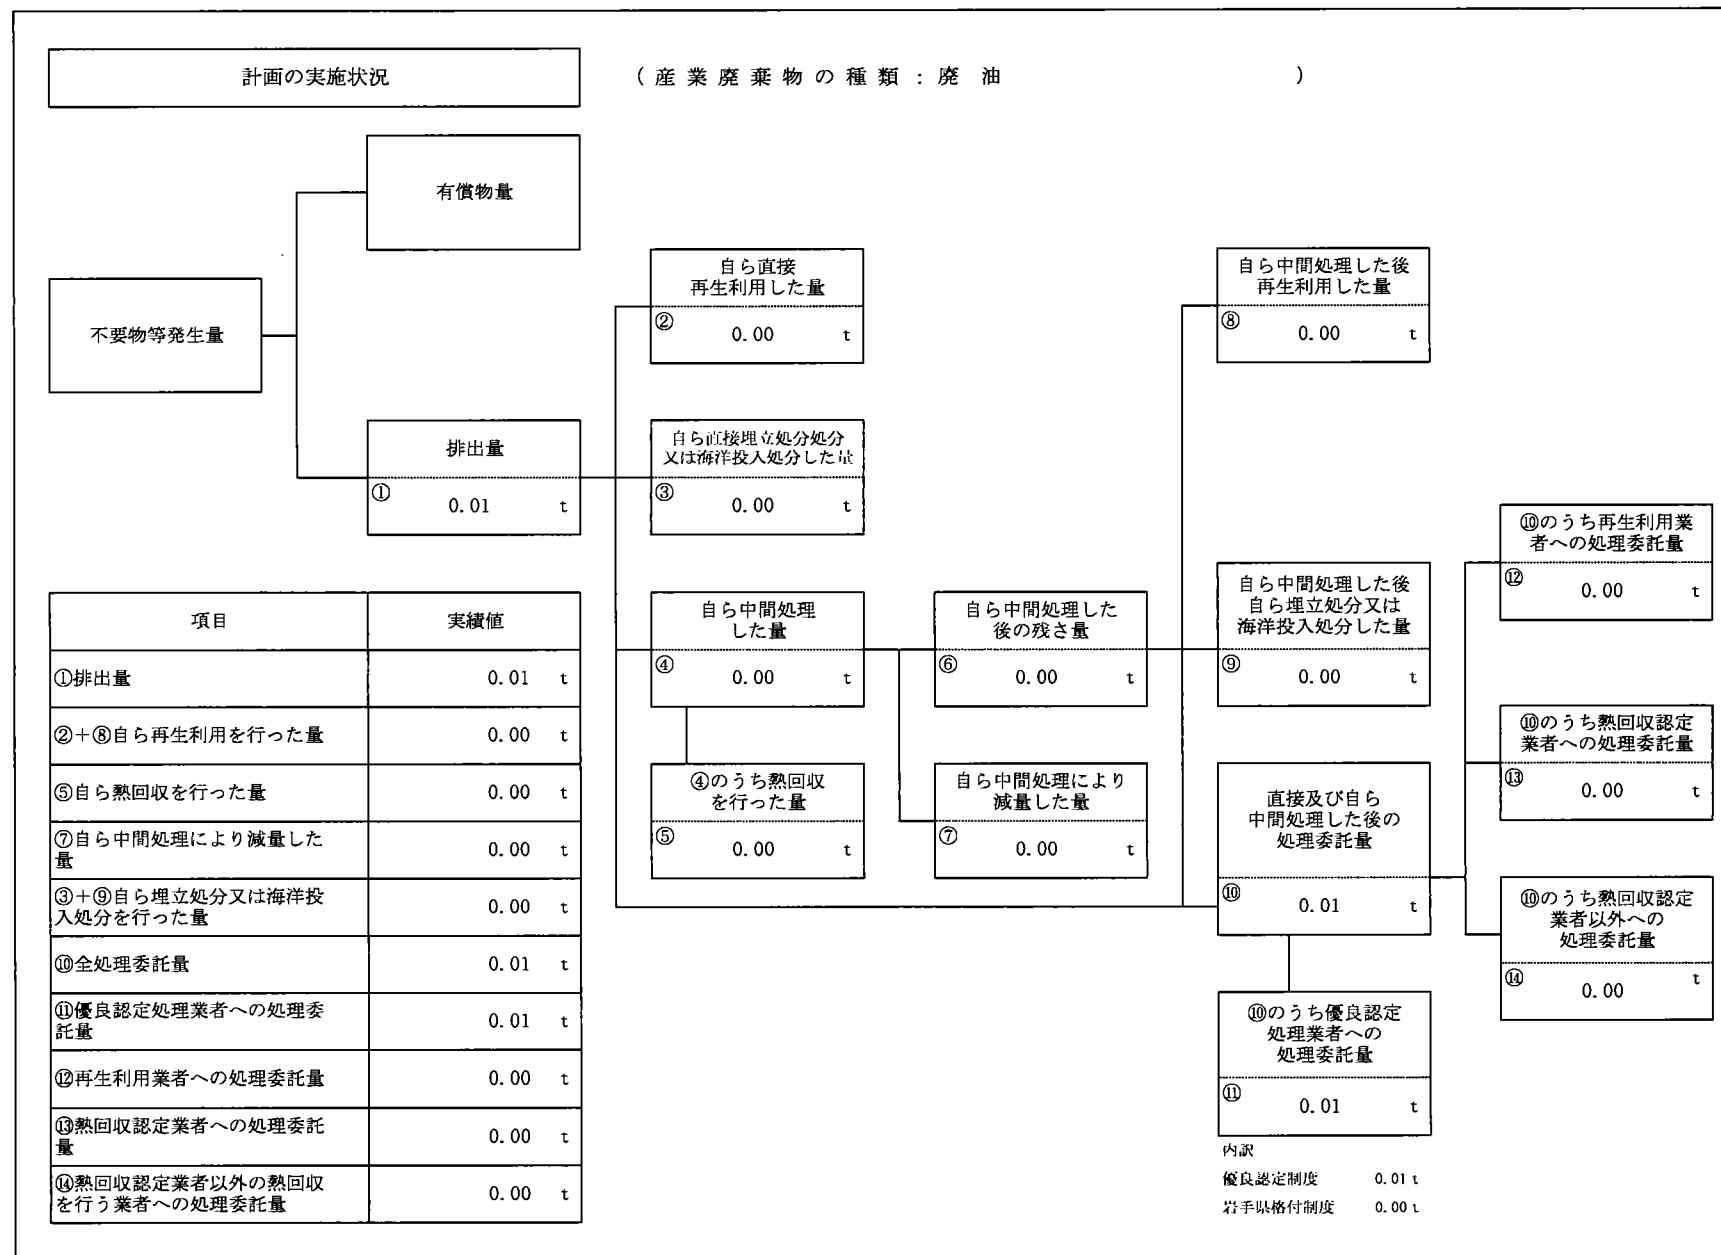 計画の実施状況
(産業廃棄物の種類:廃油)
有償物量
不要物等発生量
排出量
① 0.01 t
自ら直接
再生利用した量
② 0.00 t
自ら直接埋立処分処分
又は海洋投入処分した量
③ 0.00 t
自ら中間処理
した量
④ 0.00 t
④のうち熱回収
を行った量
⑤ 0.00 t
自ら中間処理した
後の残さ量
⑥ 0.00 t
自ら中間処理により
減量した量
⑦ 0.00 t
自ら中間処理した後
再生利用した量
⑧ 0.00 t
自ら中間処理した後
自ら埋立処分又は
海洋投入処分した量
⑨ 0.00 t
直接及び自ら
中間処理した後の
処理委託量
⑩ 0.01 t
⑩のうち優良認定
処理業者への
処理委託量
⑪ 0.01 t
内訳
優良認定制度 0.01 t
岩手県格付制度 0.00 t
⑩のうち再生利用業
者への処理委託量
⑫ 0.00 t
⑩のうち熱回収認定
業者への処理委託量
⑬ 0.00 t
⑩のうち熱回収認定
業者以外への
処理委託量
⑭ 0.00 t
項目 実績値
①排出量 0.01 t
②+⑧自ら再生利用を行った量 0.00 t
⑤自ら熱回収を行った量 0.00 t
⑦自ら中間処理により減量した
量 0.00 t
③+⑨自ら埋立処分又は海洋投
入処分を行った量 0.00 t
⑩全処理委託量 0.01 t
⑪優良認定処理業者への処理委
託量 0.01 t
⑫再生利用業者への処理委託量 0.00 t
⑬熱回収認定業者への処理委託
量 0.00 t
⑭熱回収認定業者以外の熱回収
を行う業者への処理委託量 0.00 t